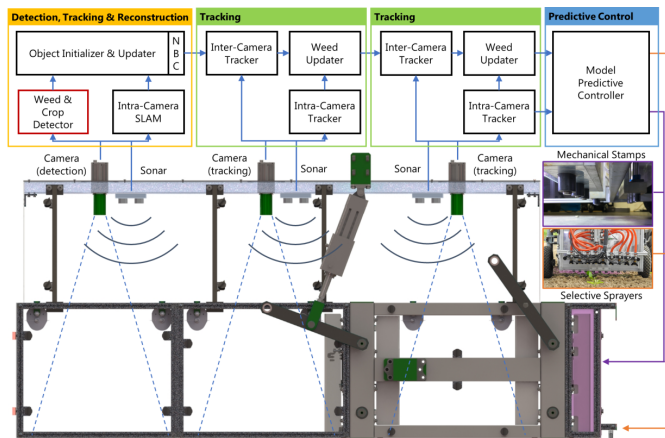 Detection, Tracking & Reconstruction
Tracking
Tracking
Predictive Control
Object Initializer & Updater
N
B
C
Inter-Camera
Tracker
Weed
Updater
Inter-Camera
Tracker
Weed
Updater
Model
Predictive
Controller
Weed &
Crop
Detector
Intra-Camera
SLAM
Intra-Camera
Tracker
Intra-Camera
Tracker
Camera
(detection)
Sonar
Camera
(tracking)
Sonar
Sonar
Camera
(tracking)
Mechanical Stamps
Selective Sprayers